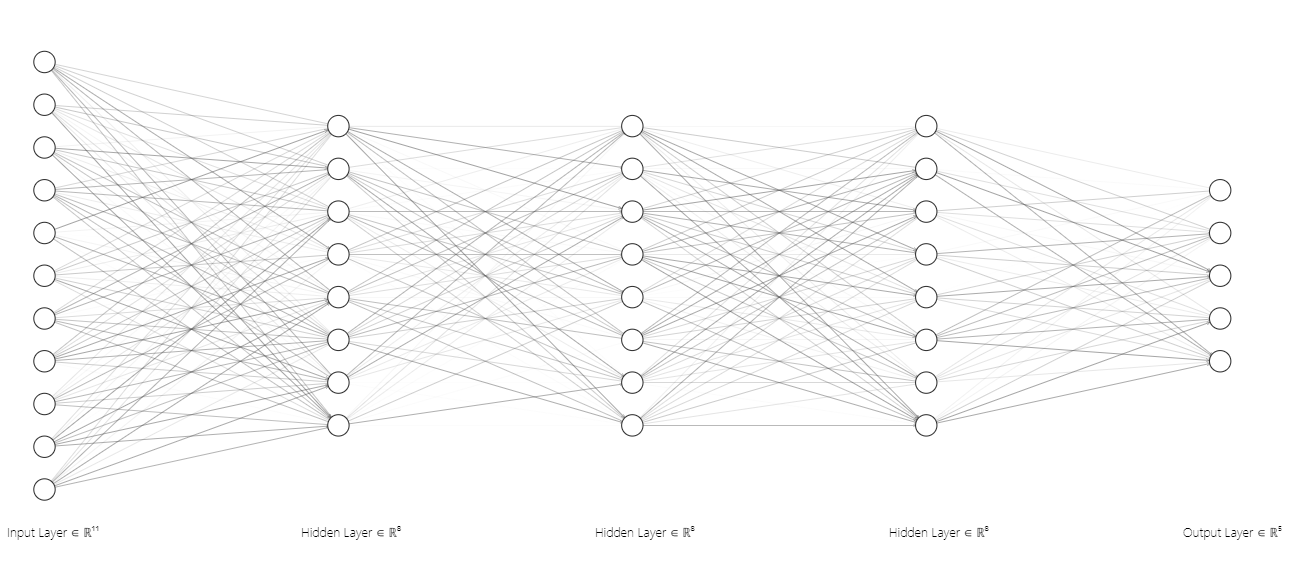 Input Layer ∈ ℝ¹¹
Hidden Layer ∈ ℝ⁸
Hidden Layer ∈ ℝ⁸
Hidden Layer ∈ ℝ⁸
Output Layer ∈ ℝ⁵